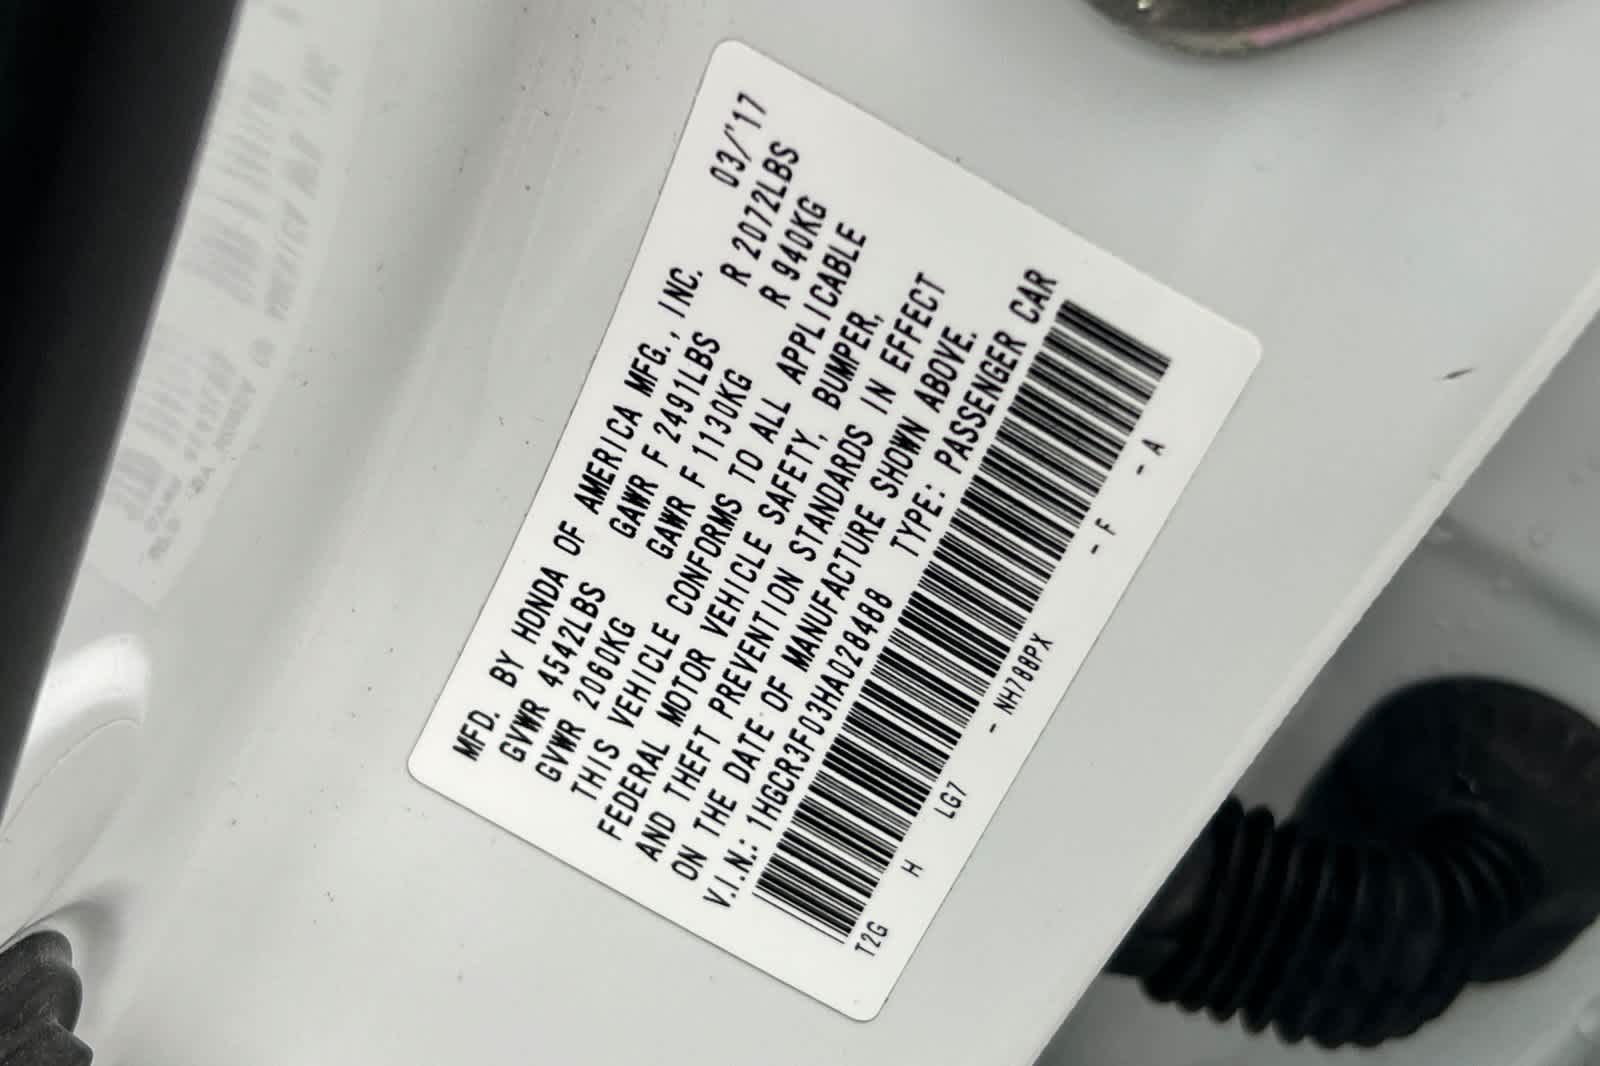 MFD. BY HONDA OF AMERICA MFG., INC. 03/'17
GVWR 4542LBS GAWR F 2491LBS R 2072LBS
GVWR 2060KG GAWR F 1130KG R 940KG
THIS VEHICLE CONFORMS TO ALL APPLICABLE
FEDERAL MOTOR VEHICLE SAFETY, BUMPER,
AND THEFT PREVENTION STANDARDS IN EFFECT
ON THE DATE OF MANUFACTURE SHOWN ABOVE.
V.I.N.: 1HGCR3F03HA028488 TYPE: PASSENGER CAR
T2G H LG7 - NH788PX - F - A